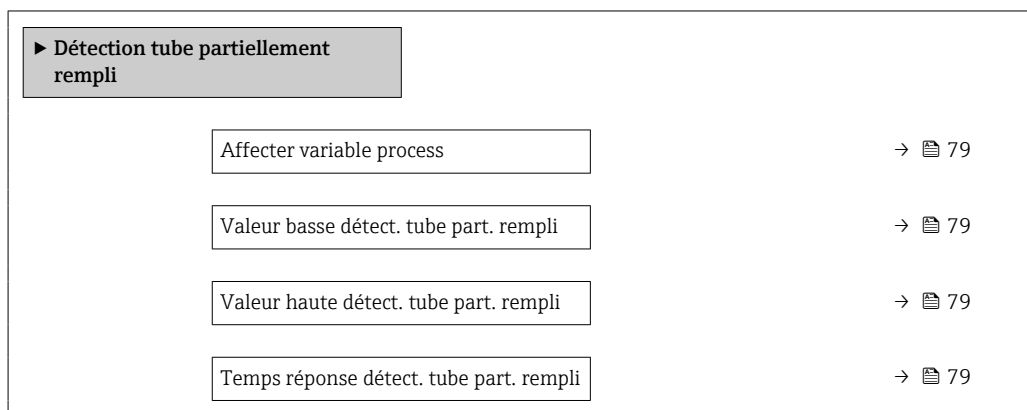 ▶ Détection tube partiellement
rempli
Affecter variable process → 79
Valeur basse détect. tube part. rempli → 79
Valeur haute détect. tube part. rempli → 79
Temps réponse détect. tube part. rempli → 79